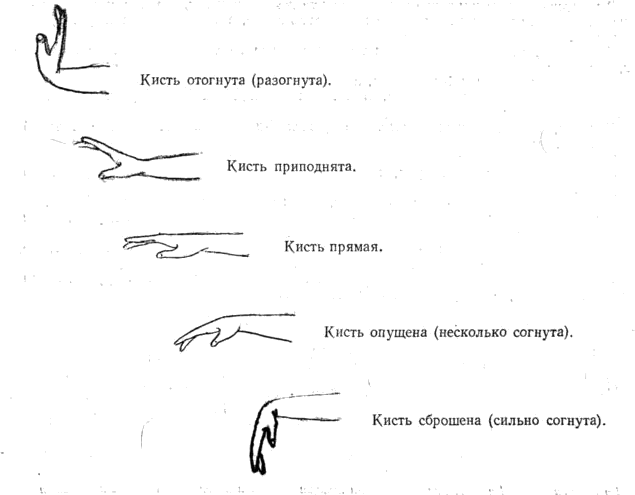 Кисть отогнута (разогнута).
Кисть приподнята.
Кисть прямая.
Кисть опущена (несколько согнута).
Кисть сброшена (сильно согнута).